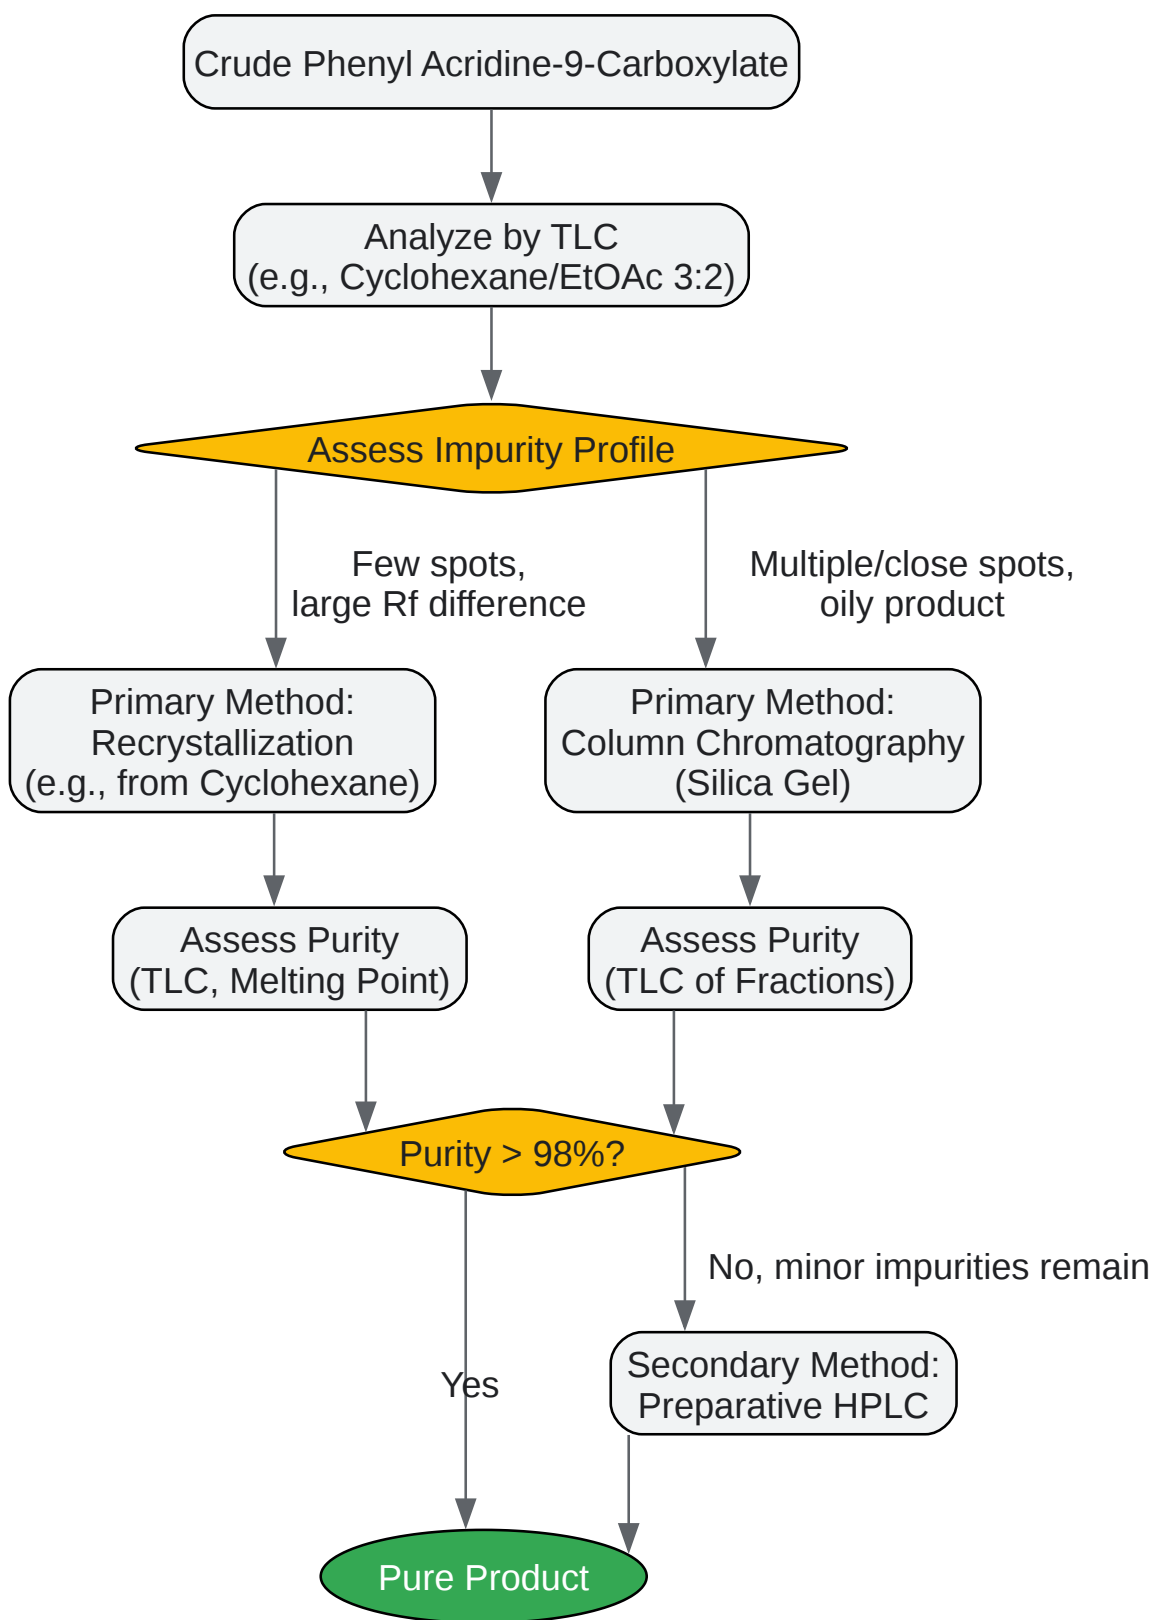 Crude Phenyl Acridine-9-Carboxylate
Analyze by TLC
(e.g., Cyclohexane/EtOAc 3:2)
Assess Impurity Profile
Few spots,
large Rf difference
Multiple/close spots,
oily product
Primary Method:
Recrystallization
(e.g., from Cyclohexane)
Primary Method:
Column Chromatography
(Silica Gel)
Assess Purity
(TLC, Melting Point)
Assess Purity
(TLC of Fractions)
Purity > 98%?
No, minor impurities remain
Yes
Secondary Method:
Preparative HPLC
Pure Product